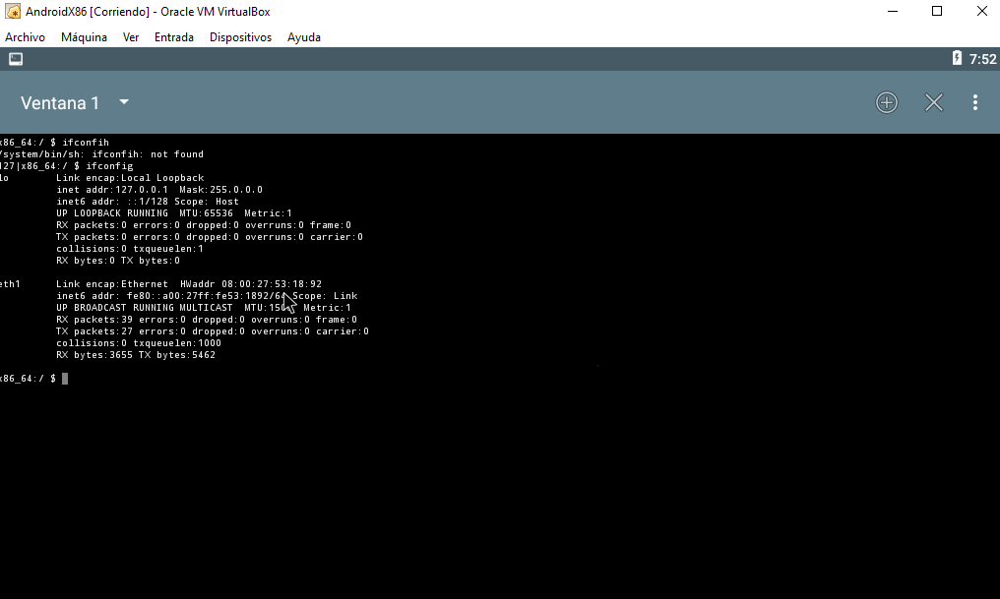 AndroidX86 [Corriendo] - Oracle VM VirtualBox
Archivo Máquina Ver Entrada Dispositivos Ayuda
7:52
Ventana 1
x86_64:/ $ ifconfih
/system/bin/sh: ifconfih: not found
127|x86_64:/ $ ifconfig
lo Link encap:Local Loopback
inet addr:127.0.0.1 Mask:255.0.0.0
inet6 addr: ::1/128 Scope: Host
UP LOOPBACK RUNNING MTU:65536 Metric:1
RX packets:0 errors:0 dropped:0 overruns:0 frame:0
TX packets:0 errors:0 dropped:0 overruns:0 carrier:0
collisions:0 txqueuelen:1
RX bytes:0 TX bytes:0
eth1 Link encap:Ethernet HWaddr 08:00:27:53:18:92
inet6 addr: fe80::a00:27ff:fe53:1892/64 Scope: Link
UP BROADCAST RUNNING MULTICAST MTU:1500 Metric:1
RX packets:39 errors:0 dropped:0 overruns:0 frame:0
TX packets:27 errors:0 dropped:0 overruns:0 carrier:0
collisions:0 txqueuelen:1000
RX bytes:3655 TX bytes:5462
x86_64:/ $